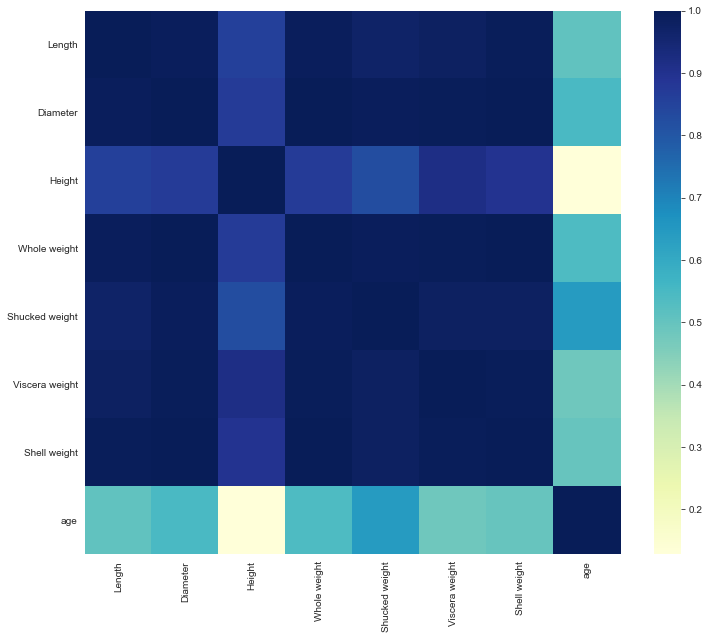 Length
Diameter
Height
Whole weight
Shucked weight
Viscera weight
Shell weight
age
Length
Diameter
Height
Whole weight
Shucked weight
Viscera weight
Shell weight
age
1.0
0.9
0.8
0.7
0.6
0.5
0.4
0.3
0.2